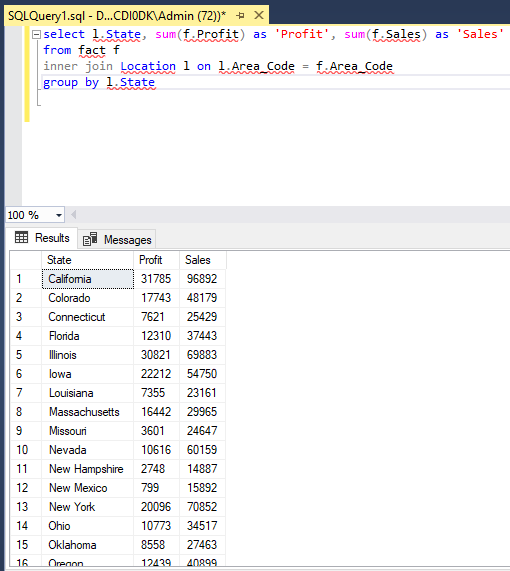 SQLQuery1.sql - D...CDI0DK\Admin (72))*
select l.State, sum(f.Profit) as 'Profit', sum(f.Sales) as 'Sales'
from fact f
inner join Location l on l.Area_Code = f.Area_Code
group by l.State
100 %
Results Messages
State Profit Sales
1 California 31785 96892
2 Colorado 17743 48179
3 Connecticut 7621 25429
4 Florida 12310 37443
5 Illinois 30821 69883
6 Iowa 22212 54750
7 Louisiana 7355 23161
8 Massachusetts 16442 29965
9 Missouri 3601 24647
10 Nevada 10616 60159
11 New Hampshire 2748 14887
12 New Mexico 799 15892
13 New York 20096 70852
14 Ohio 10773 34517
15 Oklahoma 8558 27463
16 Oregon 12439 40899